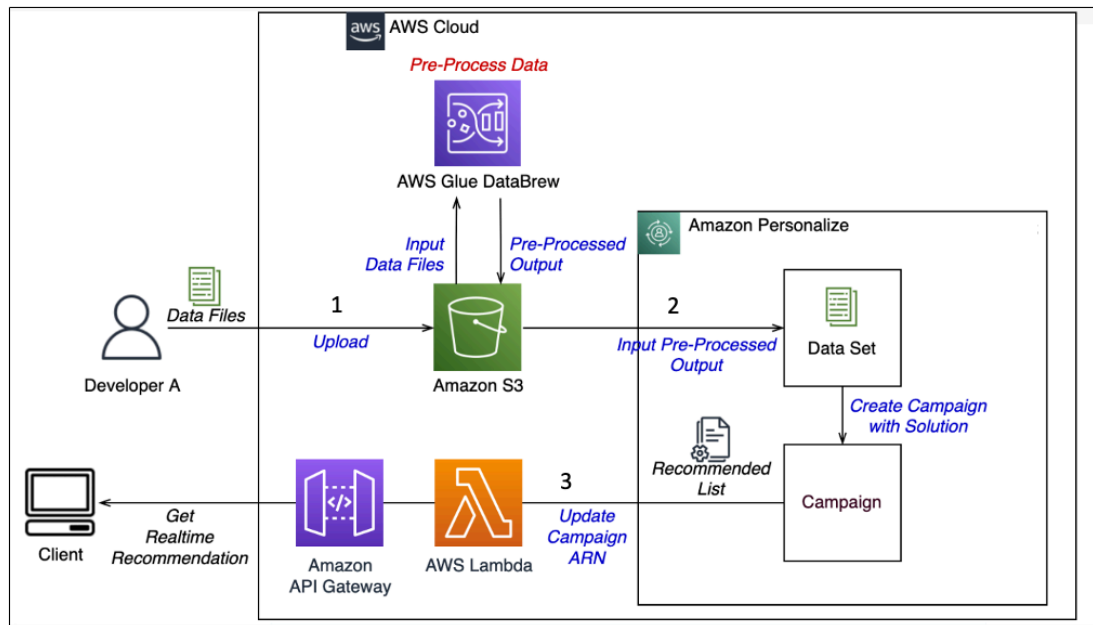 aws
AWS Cloud
Pre-Process Data
AWS Glue DataBrew
Input
Data Files
Pre-Processed
Output
Amazon Personalize
Data Files
1
Upload
Developer A
Amazon S3
2
Input Pre-Processed
Output
Data Set
Create Campaign
with Solution
Recommended
List
Campaign
3
Update
Campaign
ARN
AWS Lambda
</>
Amazon
API Gateway
Get
Realtime
Recommendation
Client